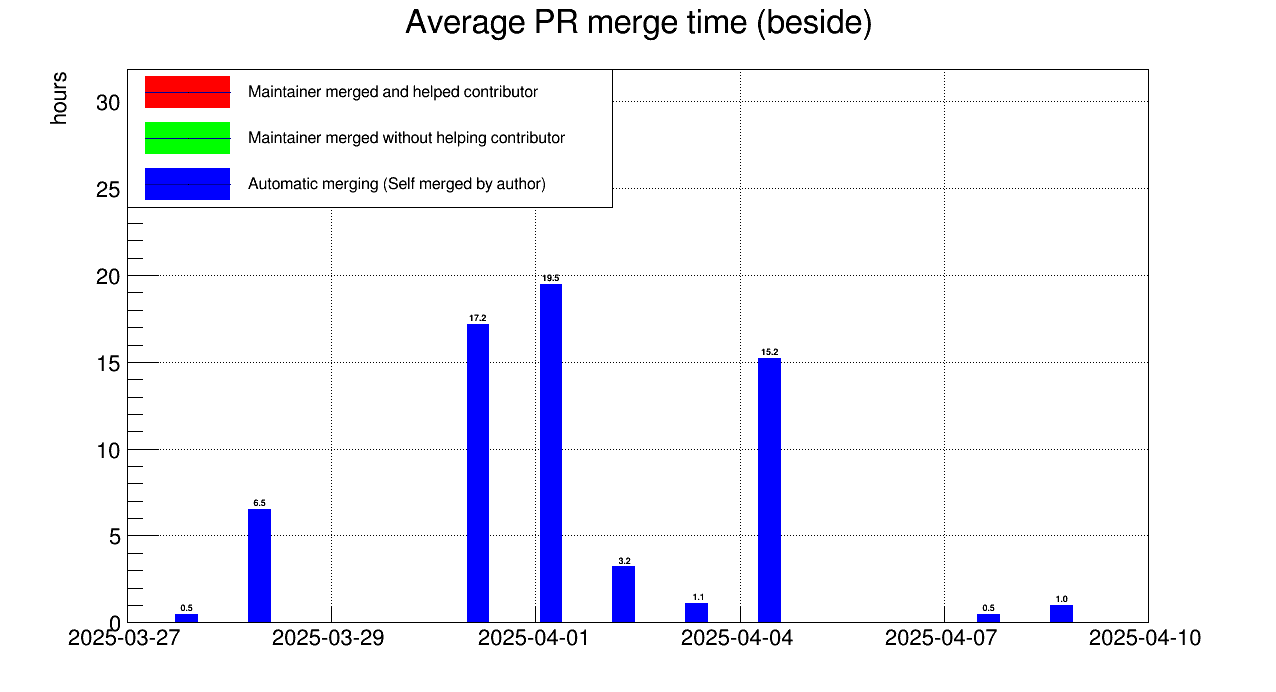 Average PR merge time (beside)
hours
Maintainer merged and helped contributor
Maintainer merged without helping contributor
Automatic merging (Self merged by author)
30
25
20
15
10
5
0
0.5
6.5
17.2
19.5
3.2
1.1
15.2
0.5
1.0
2025-03-27 2025-03-29 2025-04-01 2025-04-04 2025-04-07 2025-04-10